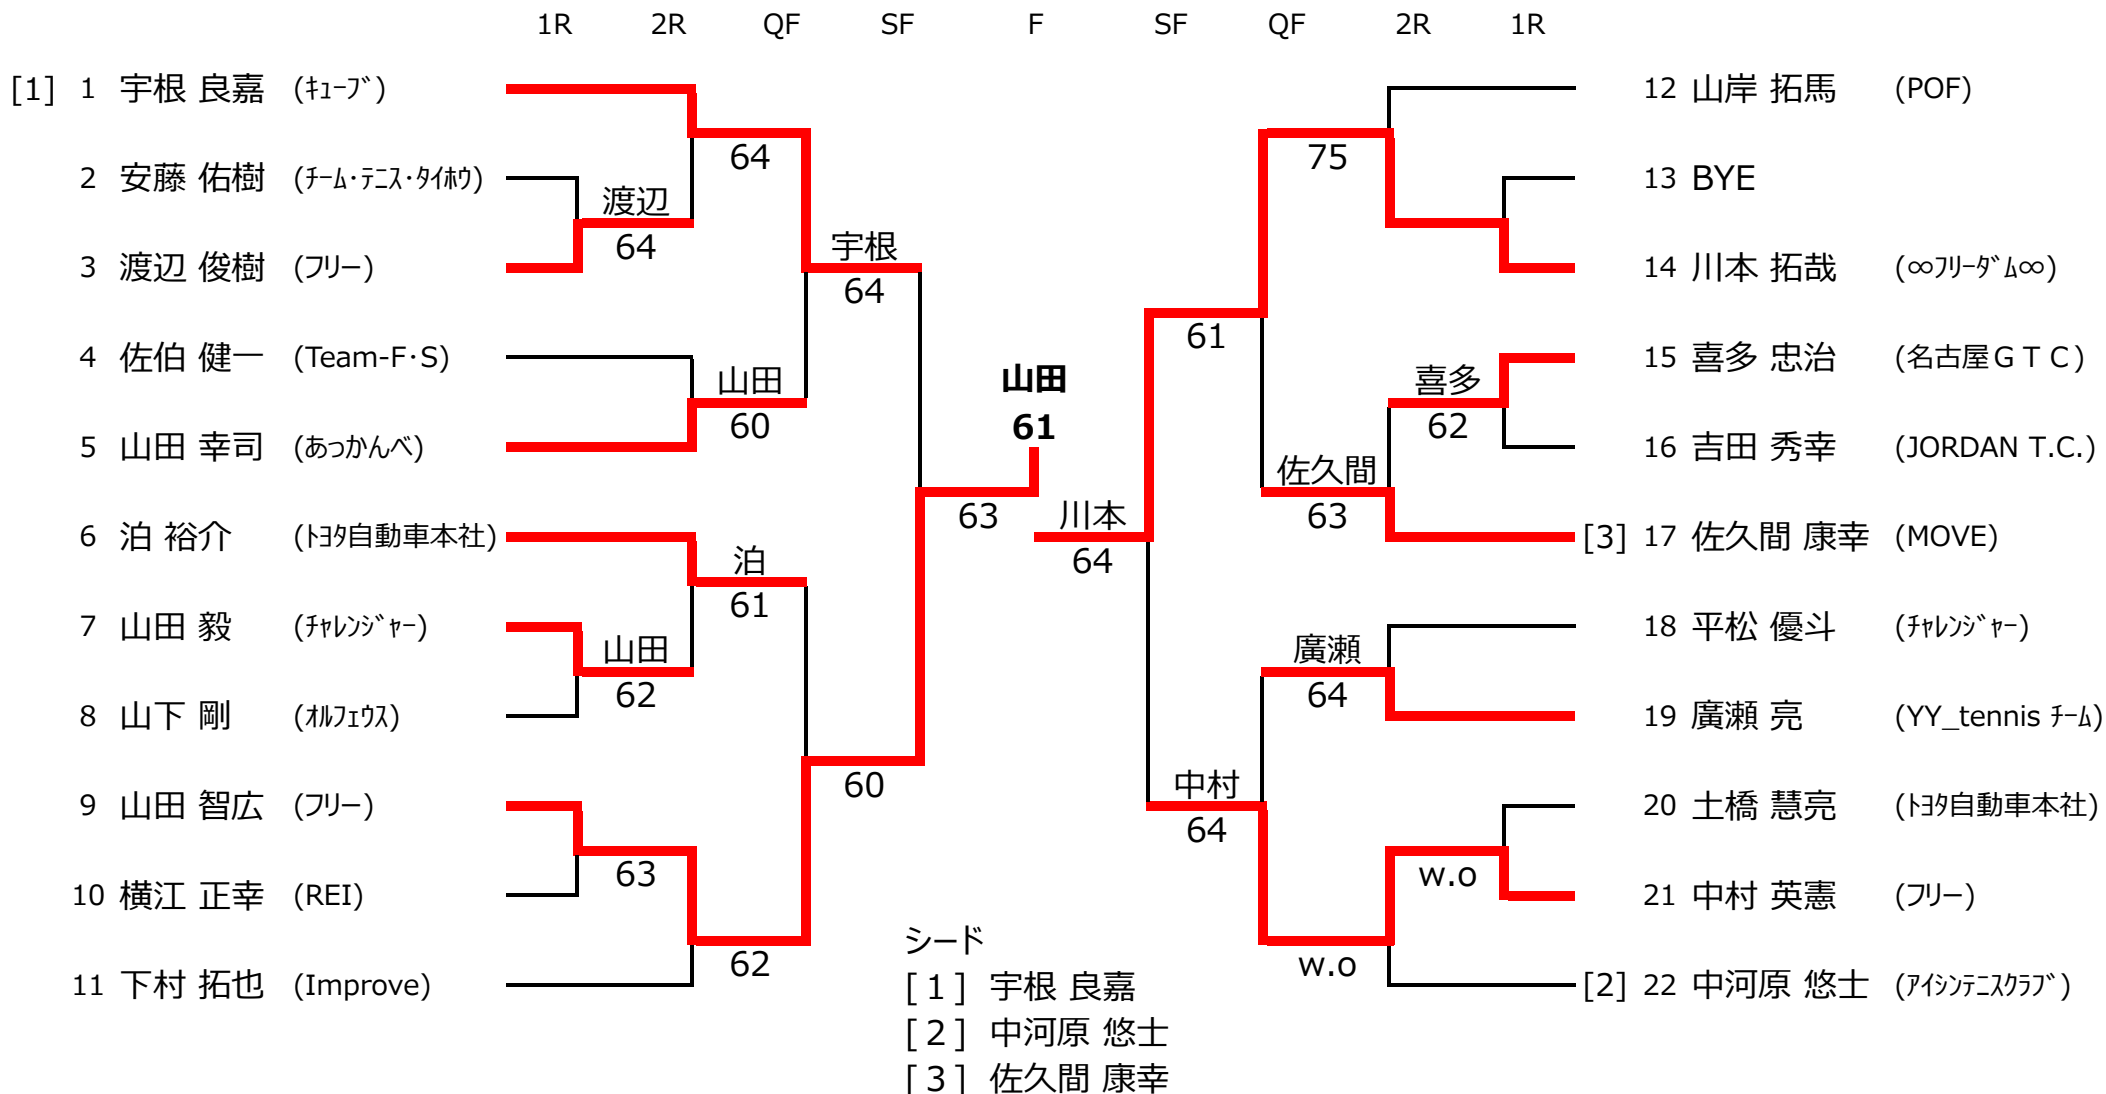 1R 2R QF SF F SF QF 2R 1R
[1] 1 宇根 良嘉 (ｷｭｰﾌﾞ)
2 安藤 佑樹 (ﾁｰﾑ･ﾃﾆｽ･ﾀｲﾎｳ)
3 渡辺 俊樹 (フリー)
4 佐伯 健一 (Team-F･S)
5 山田 幸司 (あっかんべ)
6 泊 裕介 (ﾄﾖﾀ自動車本社)
7 山田 毅 (ﾁｬﾚﾝｼﾞｬｰ)
8 山下 剛 (ｵﾙﾌｪｳｽ)
9 山田 智広 (フリー)
10 横江 正幸 (REI)
11 下村 拓也 (Improve)
渡辺
64
山田
62
63
64
山田
60
泊
61
62
宇根
64
60
63
山田
61
川本
64
61
中村
64
75
佐久間
63
廣瀬
64
w.o
喜多
62
w.o
12 山岸 拓馬 (POF)
13 BYE
14 川本 拓哉 (∞ﾌﾘｰﾀﾞﾑ∞)
15 喜多 忠治 (名古屋ＧＴＣ)
16 吉田 秀幸 (JORDAN T.C.)
[3] 17 佐久間 康幸 (MOVE)
18 平松 優斗 (ﾁｬﾚﾝｼﾞｬｰ)
19 廣瀬 亮 (YY_tennis ﾁｰﾑ)
20 土橋 慧亮 (ﾄﾖﾀ自動車本社)
21 中村 英憲 (フリー)
[2] 22 中河原 悠士 (ｱｲｼﾝﾃﾆｽｸﾗﾌﾞ)
シード
[１] 宇根 良嘉
[２] 中河原 悠士
[３] 佐久間 康幸